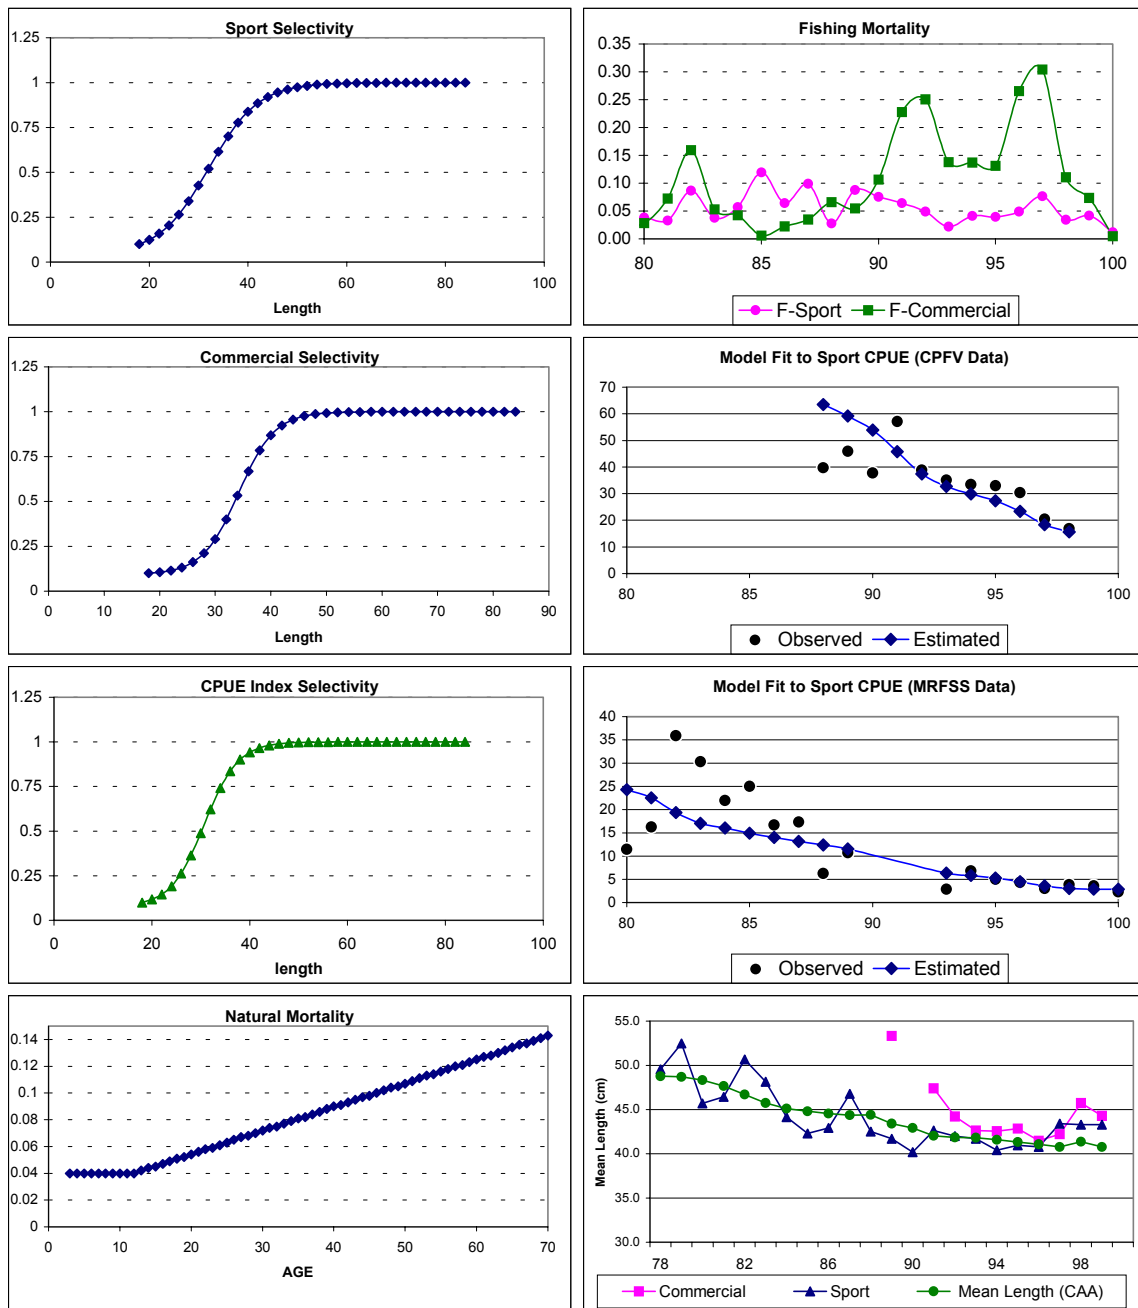 Sport Selectivity
1.25
1
0.75
0.5
0.25
0
0 20 40 60 80 100
Length
Fishing Mortality
0.35
0.30
0.25
0.20
0.15
0.10
0.05
0.00
80 85 90 95 100
F-Sport F-Commercial
Commercial Selectivity
1.25
1
0.75
0.5
0.25
0
0 10 20 30 40 50 60 70 80 90
Length
Model Fit to Sport CPUE (CPFV Data)
70
60
50
40
30
20
10
0
80 85 90 95 100
Observed Estimated
CPUE Index Selectivity
1.25
1
0.75
0.5
0.25
0
0 20 40 60 80 100
length
Model Fit to Sport CPUE (MRFSS Data)
40
35
30
25
20
15
10
5
0
80 85 90 95 100
Observed Estimated
Natural Mortality
0.14
0.12
0.1
0.08
0.06
0.04
0.02
0
0 10 20 30 40 50 60 70
AGE
Mean Length (cm)
55.0
50.0
45.0
40.0
35.0
30.0
78 82 86 90 94 98
Commercial Sport Mean Length (CAA)